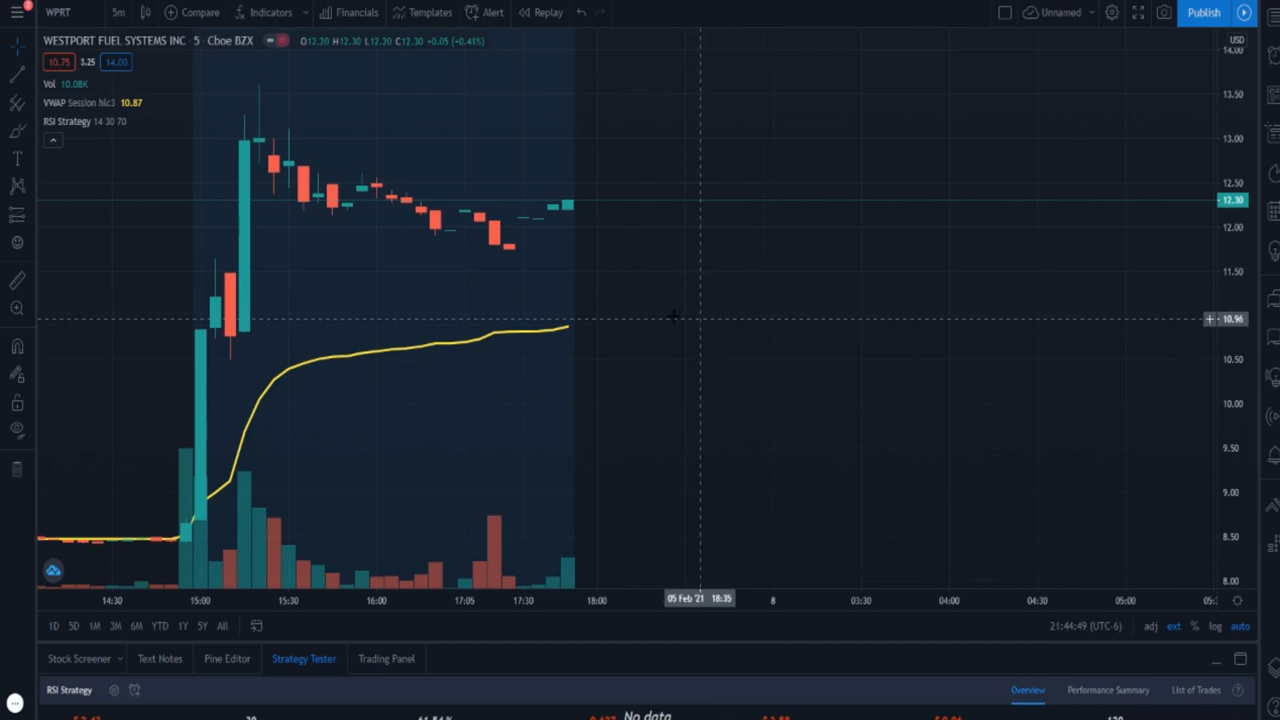 2
WPRT 5m Compare Indicators Financials Templates Alert Replay Unnamed Publish
WESTPORT FUEL SYSTEMS INC · 5 · Cboe BZX O12.20 H12.30 L12.20 C12.30 +0.05 (+0.41%) USD
10.75 3.25 14.00
Vol 10.08K
VWAP Session hlc3 10.87
RSI Strategy 14 30 70
14.00
13.50
13.00
12.50
12.30
12.00
11.50
10.96
10.50
10.00
9.50
9.00
8.50
8.00
14:30 15:00 15:30 16:00 17:05 17:30 18:00 05 Feb '21 18:35 8 03:30 04:00 04:30 05:00
1D 5D 1M 3M 6M YTD 1Y 5Y All 21:44:49 (UTC-6) adj ext % log auto
Stock Screener Text Notes Pine Editor Strategy Tester Trading Panel
RSI Strategy Overview Performance Summary List of Trades
No data